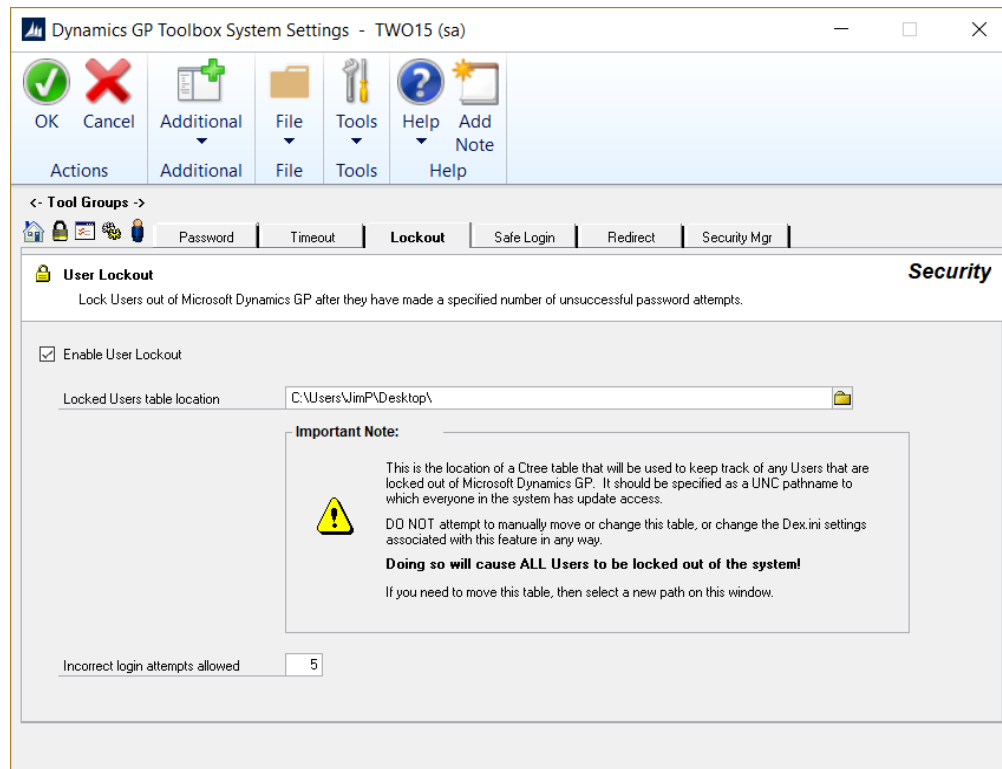 Dynamics GP Toolbox System Settings - TWO15 (sa)
OK Cancel Additional File Tools Help Add Note
Actions Additional File Tools Help
<- Tool Groups ->
Password Timeout Lockout Safe Login Redirect Security Mgr
User Lockout Security
Lock Users out of Microsoft Dynamics GP after they have made a specified number of unsuccessful password attempts.
Enable User Lockout
Locked Users table location C:\Users\JimP\Desktop\
Important Note:
This is the location of a Ctree table that will be used to keep track of any Users that are
locked out of Microsoft Dynamics GP. It should be specified as a UNC pathname to
which everyone in the system has update access.
DO NOT attempt to manually move or change this table, or change the Dex.ini settings
associated with this feature in any way.
Doing so will cause ALL Users to be locked out of the system!
If you need to move this table, then select a new path on this window.
Incorrect login attempts allowed 5